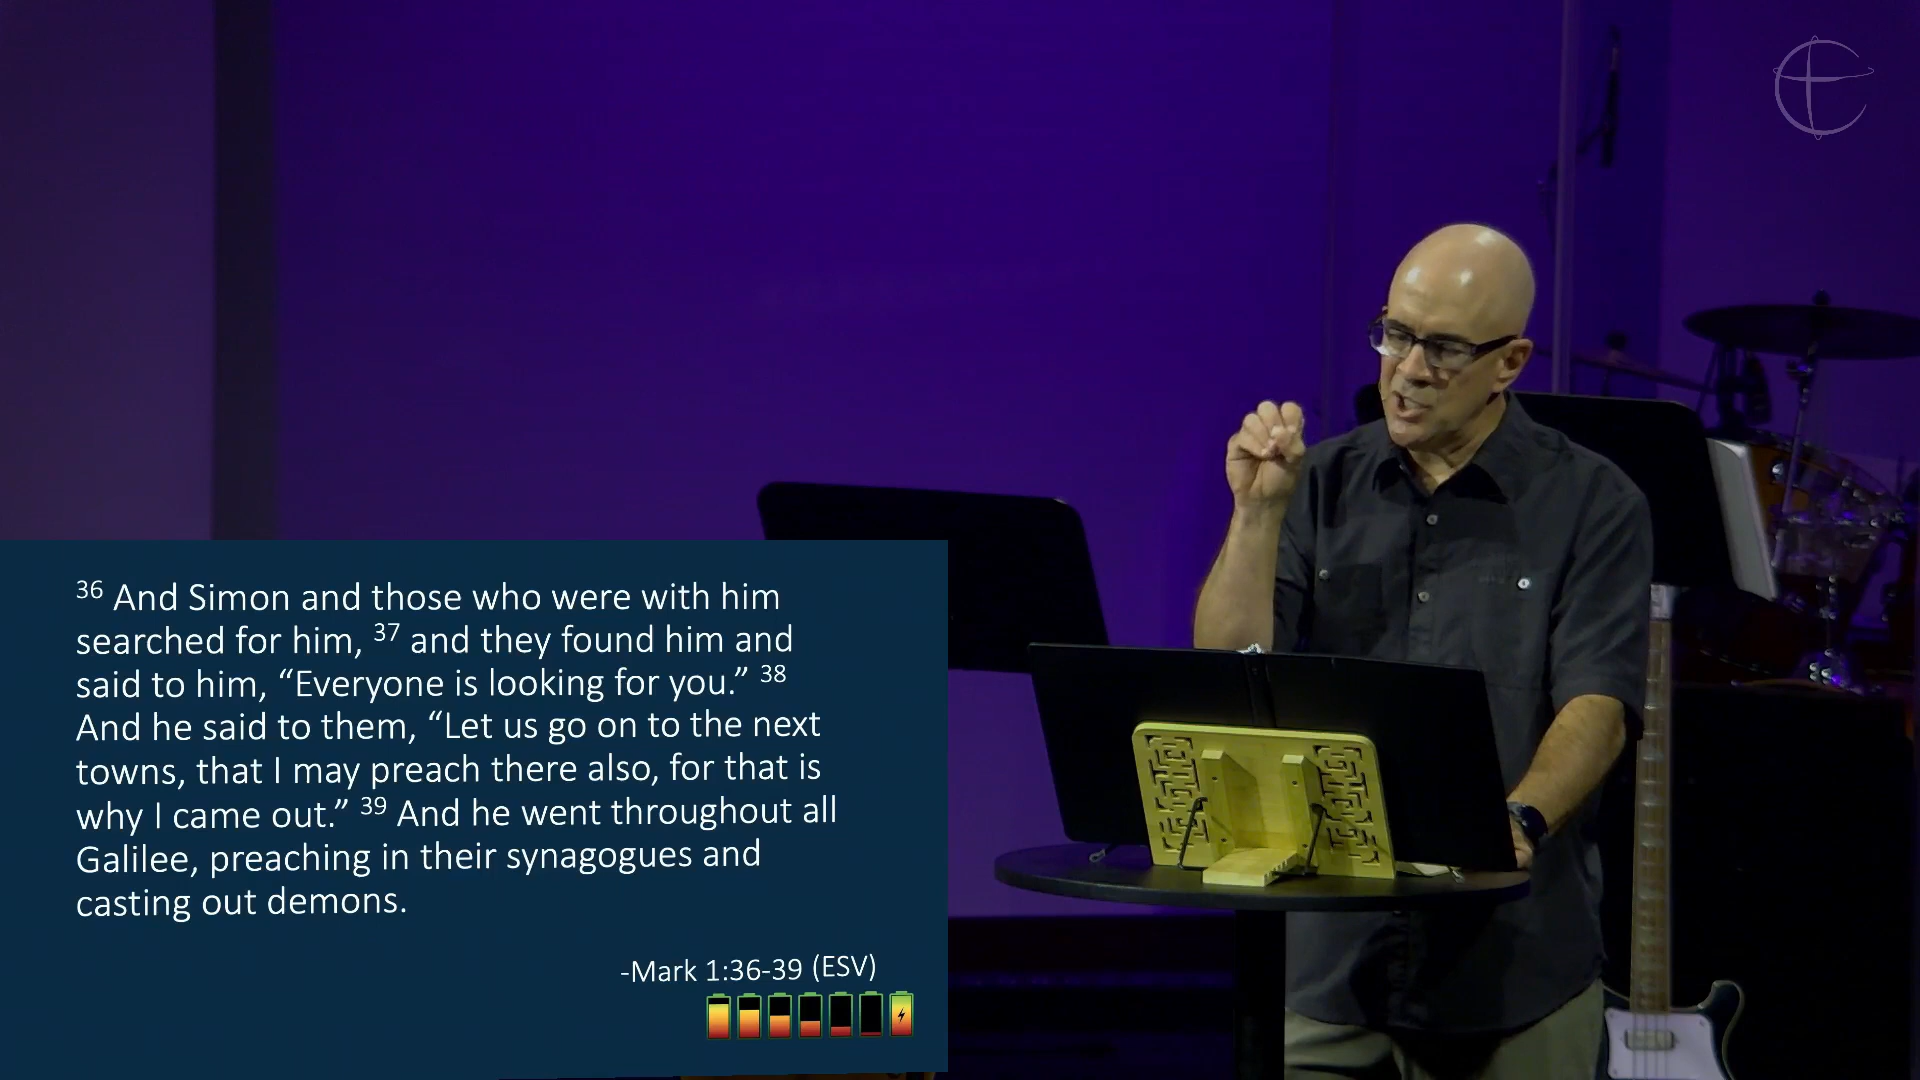 36 And Simon and those who were with him
searched for him, 37 and they found him and
said to him, “Everyone is looking for you.” 38
And he said to them, “Let us go on to the next
towns, that I may preach there also, for that is
why I came out.” 39 And he went throughout all
Galilee, preaching in their synagogues and
casting out demons.
-Mark 1:36-39 (ESV)